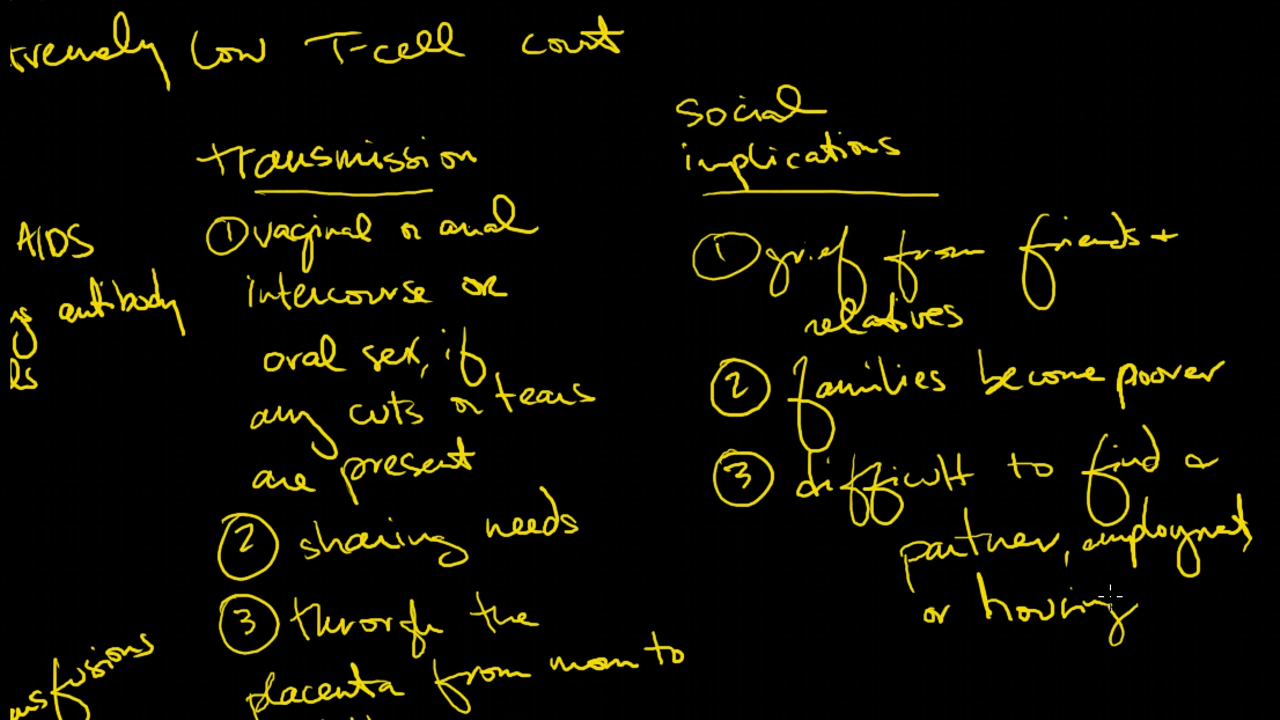 tremely low T-cell count
transmission
AIDS
antibody
① vaginal or anal
intercourse or
oral sex, if
any cuts or tears
are present
② sharing needs
③ through the
placenta from mom to
ansfusions
social
implications
① grief from friends +
relatives
② families become poorer
③ difficult to find a
partner, employment,
or housing